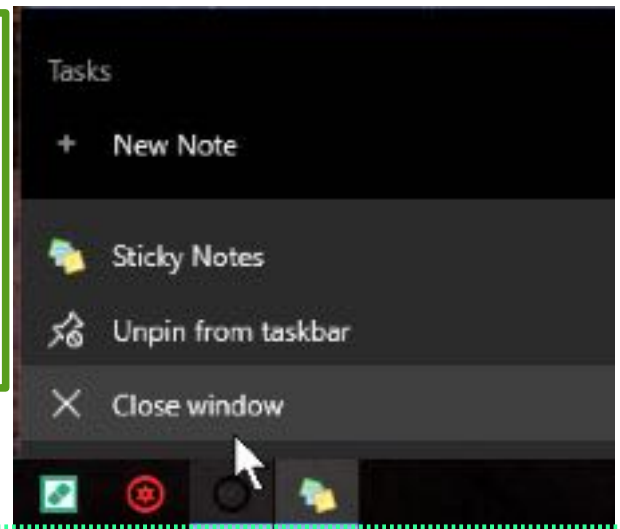 Tasks
New Note
Sticky Notes
Unpin from taskbar
Close window